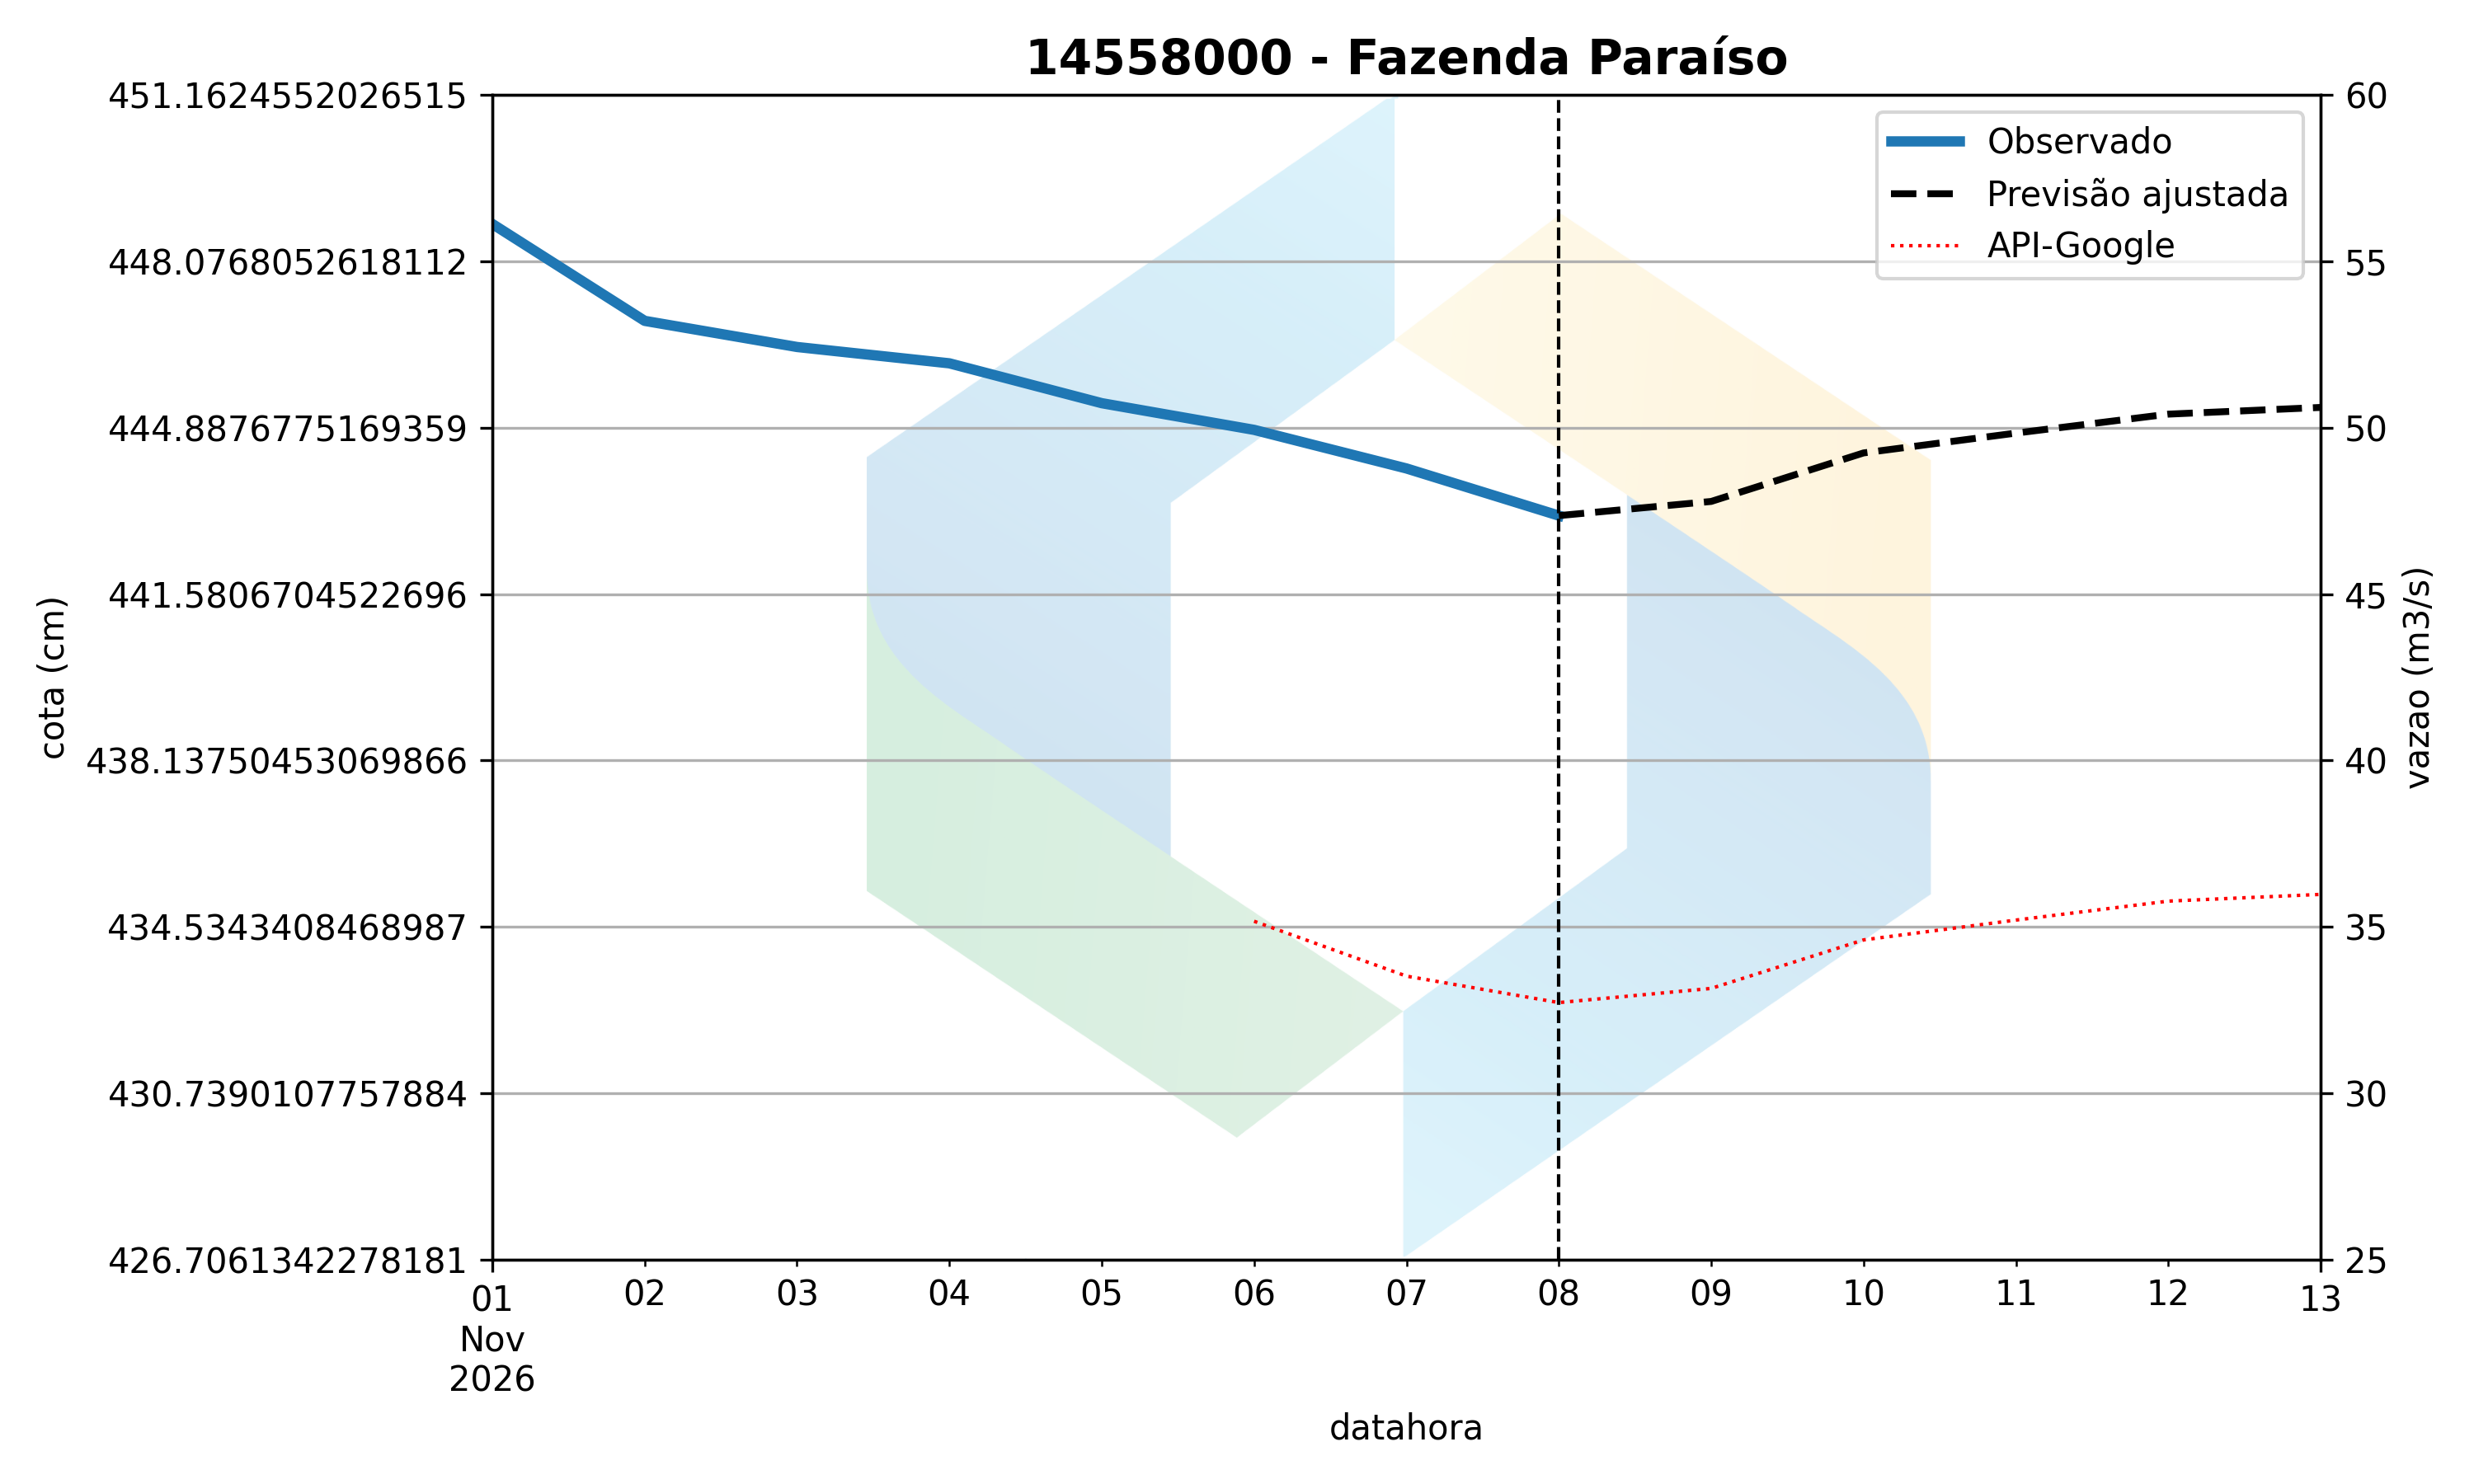 14558000 - Fazenda Paraíso
451.1624552026515
448.0768052618112
444.8876775169359
441.5806704522696
438.13750453069866
434.5343408468987
430.7390107757884
426.7061342278181
cota (cm)
60
55
50
45
40
35
30
25
vazao (m3/s)
Observado
Previsão ajustada
API-Google
01 02 03 04 05 06 07 08 09 10 11 12 13
Nov
2026
datahora